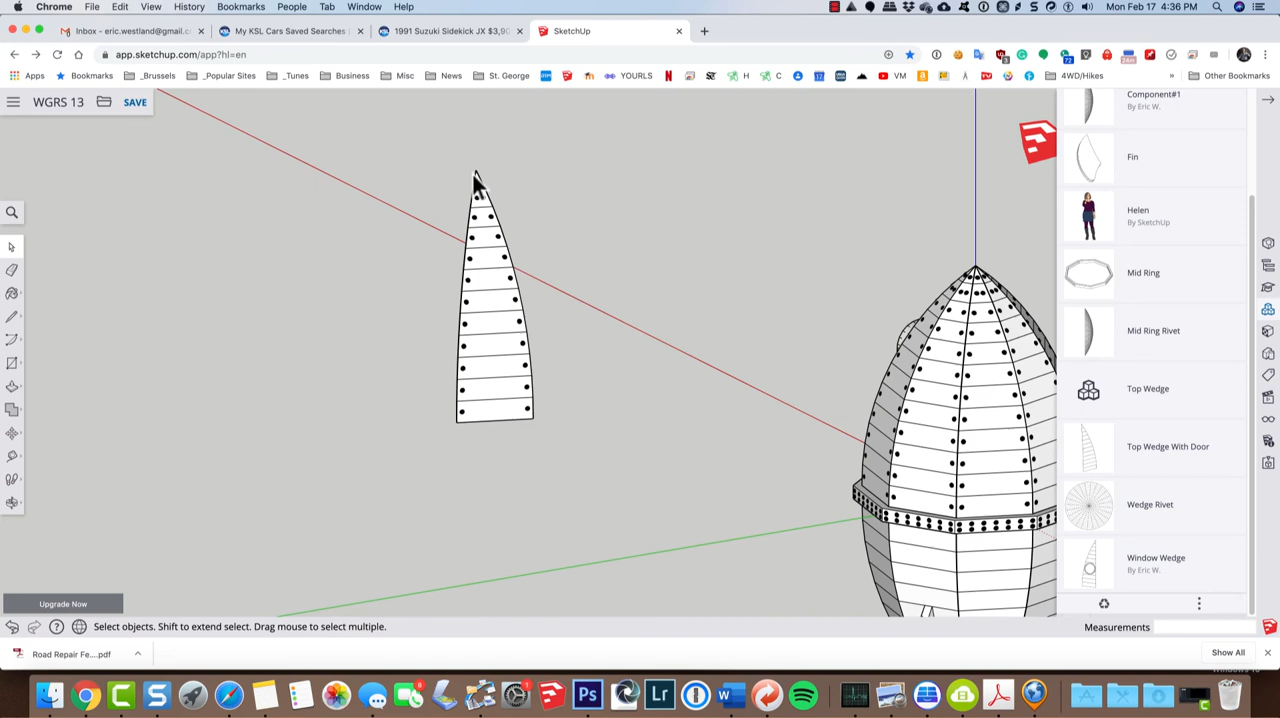 Chrome File Edit View History Bookmarks People Tab Window Help
Mon Feb 17 4:36 PM
Inbox - eric.westland@gmail.c
My KSL Cars Saved Searches |
1991 Suzuki Sidekick JX $3,90
SketchUp
app.sketchup.com/app?hl=en
Apps Bookmarks _Brussels _Popular Sites _Tunes Business Misc News St. George YOURLS H C VM 4WD/Hikes » Other Bookmarks
WGRS 13 SAVE
Component#1
By Eric W.
Fin
Helen
By SketchUp
Mid Ring
Mid Ring Rivet
Top Wedge
Top Wedge With Door
Wedge Rivet
Window Wedge
By Eric W.
Upgrade Now
Select objects. Shift to extend select. Drag mouse to select multiple.
Measurements
Road Repair Fe....pdf
Show All